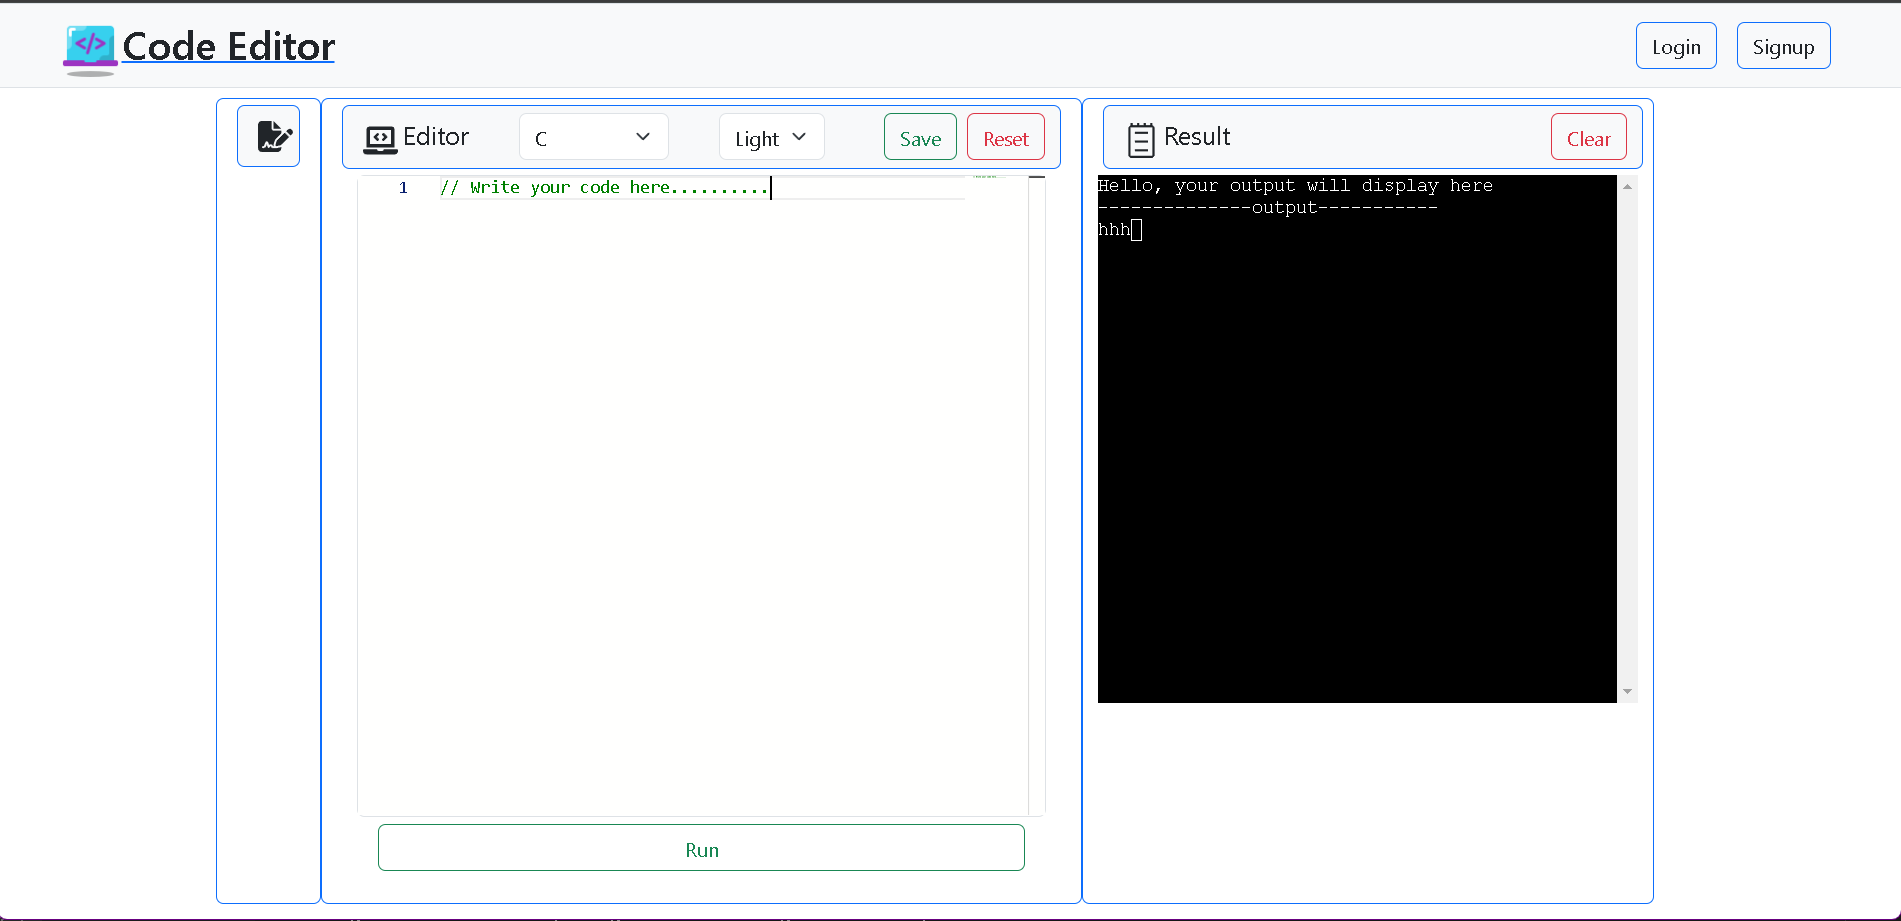 Code Editor
Login
Signup
Editor
C
Light
Save
Reset
Result
Clear
1 // Write your code here..........
Hello, your output will display here
--------------output-----------
hhh
Run